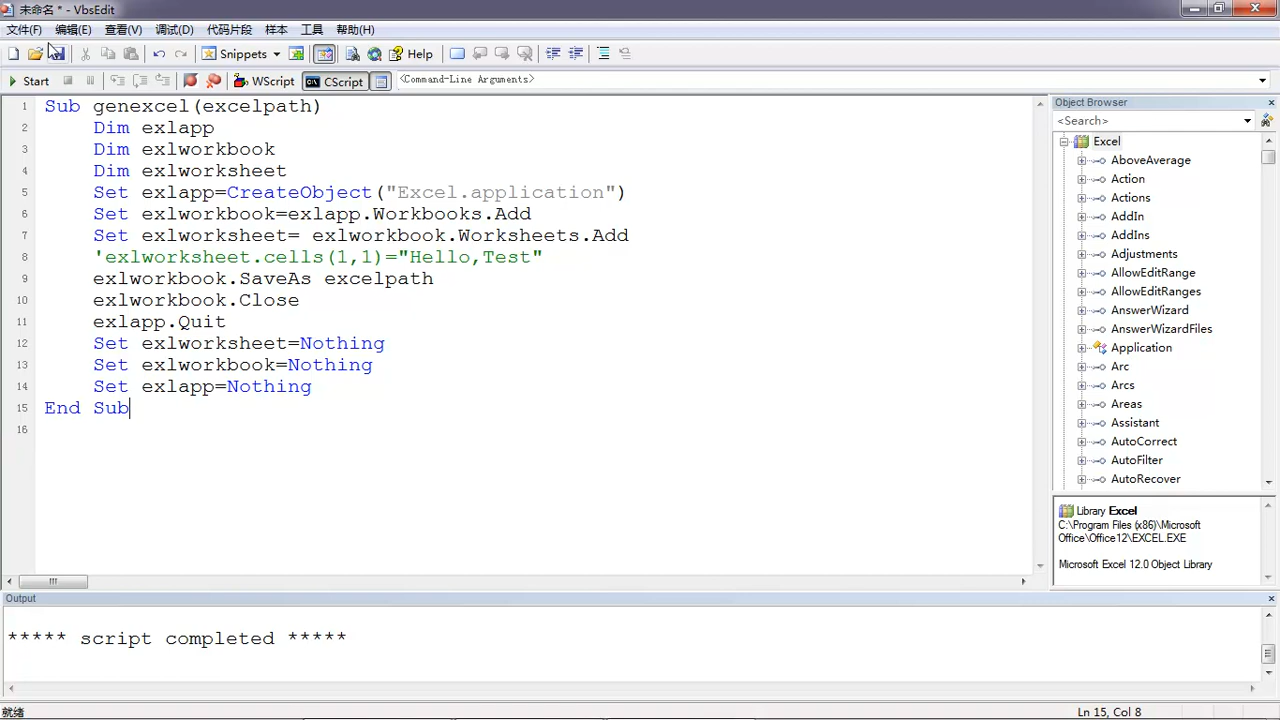 未命名 * - VbsEdit
文件(F) 编辑(E) 查看(V) 调试(D) 代码片段 样本 工具 帮助(H)
Snippets Help
Start WScript CScript <Command-Line Arguments>
1 Sub genexcel(excelpath)
2 Dim exlapp
3 Dim exlworkbook
4 Dim exlworksheet
5 Set exlapp=CreateObject("Excel.application")
6 Set exlworkbook=exlapp.Workbooks.Add
7 Set exlworksheet= exlworkbook.Worksheets.Add
8 'exlworksheet.cells(1,1)="Hello,Test"
9 exlworkbook.SaveAs excelpath
10 exlworkbook.Close
11 exlapp.Quit
12 Set exlworksheet=Nothing
13 Set exlworkbook=Nothing
14 Set exlapp=Nothing
15 End Sub
16
Object Browser
<Search>
Excel
AboveAverage
Action
Actions
AddIn
AddIns
Adjustments
AllowEditRange
AllowEditRanges
AnswerWizard
AnswerWizardFiles
Application
Arc
Arcs
Areas
Assistant
AutoCorrect
AutoFilter
AutoRecover
Library Excel
C:\Program Files (x86)\Microsoft
Office\Office12\EXCEL.EXE
Microsoft Excel 12.0 Object Library
Output
***** script completed *****
就绪 Ln 15, Col 8